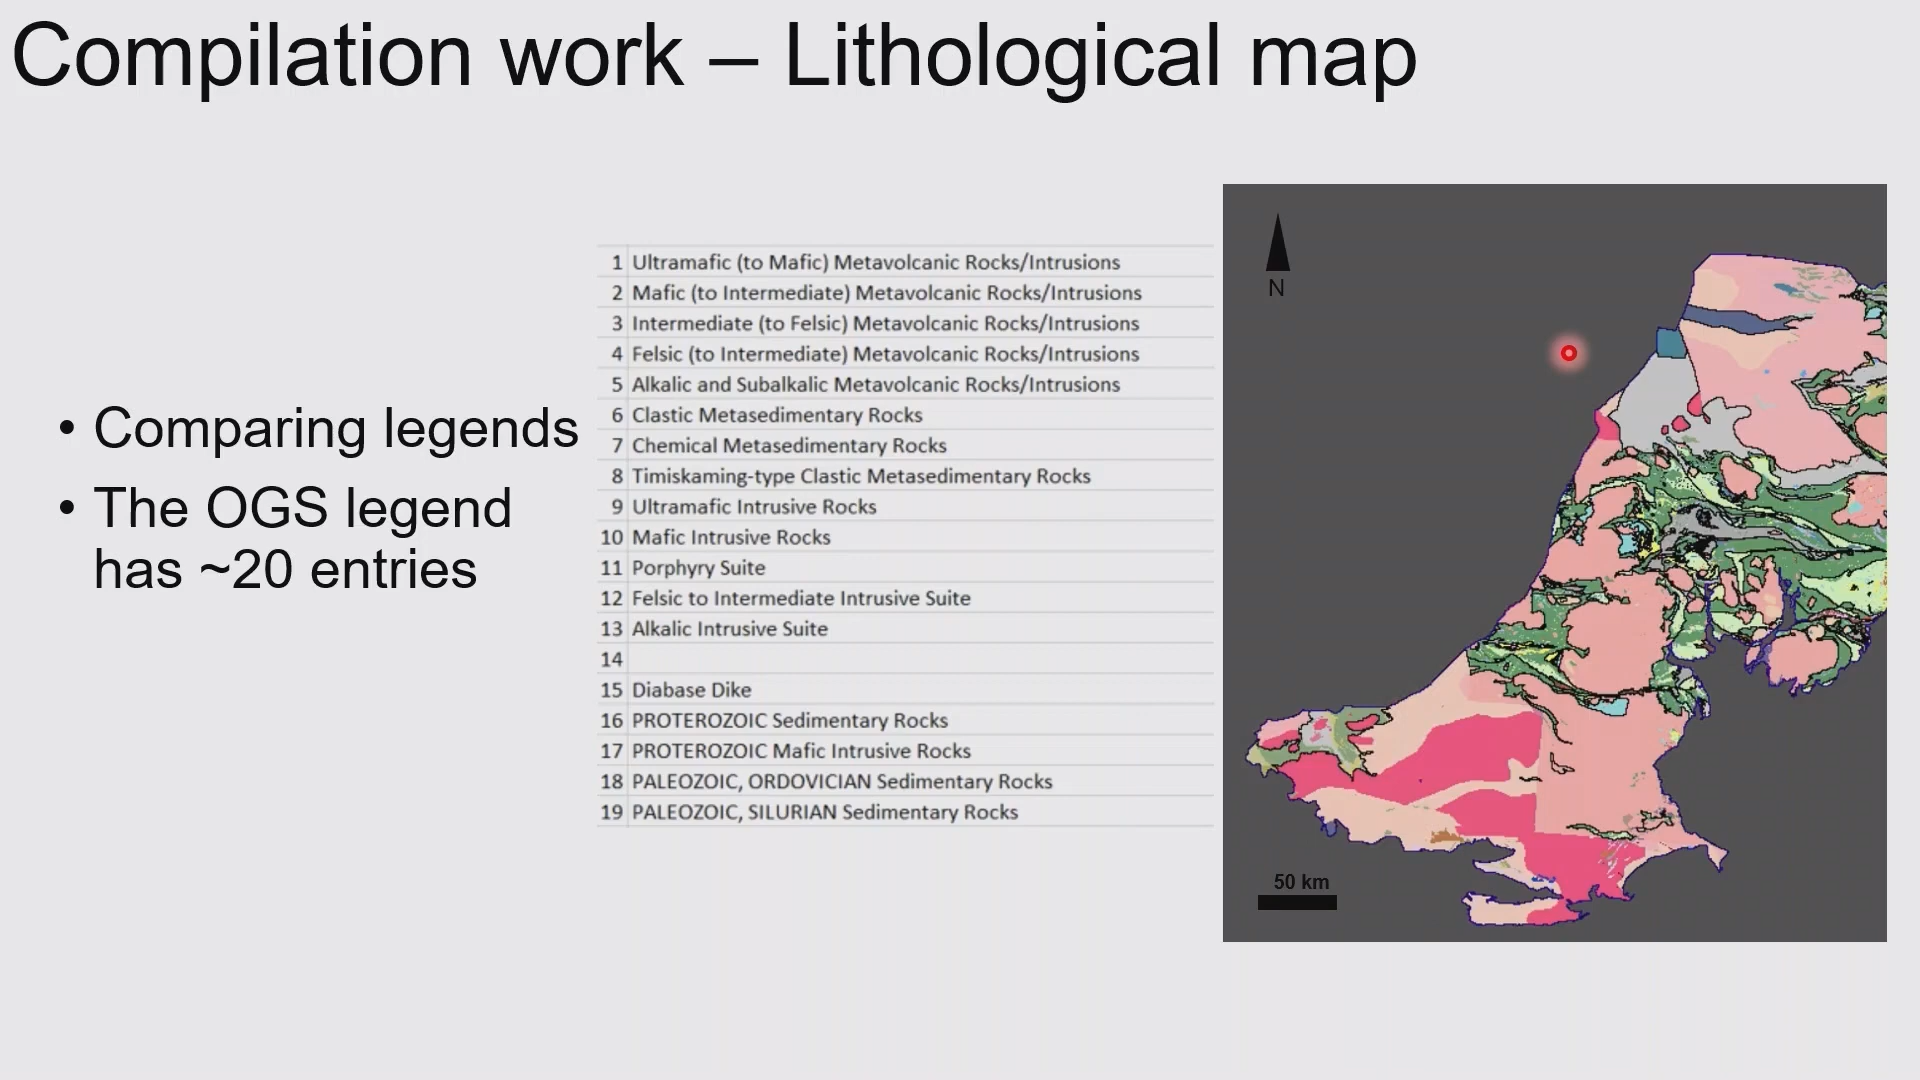 Compilation work – Lithological map
• Comparing legends
• The OGS legend
has ~20 entries
1 Ultramafic (to Mafic) Metavolcanic Rocks/Intrusions
2 Mafic (to Intermediate) Metavolcanic Rocks/Intrusions
3 Intermediate (to Felsic) Metavolcanic Rocks/Intrusions
4 Felsic (to Intermediate) Metavolcanic Rocks/Intrusions
5 Alkalic and Subalkalic Metavolcanic Rocks/Intrusions
6 Clastic Metasedimentary Rocks
7 Chemical Metasedimentary Rocks
8 Timiskaming-type Clastic Metasedimentary Rocks
9 Ultramafic Intrusive Rocks
10 Mafic Intrusive Rocks
11 Porphyry Suite
12 Felsic to Intermediate Intrusive Suite
13 Alkalic Intrusive Suite
14
15 Diabase Dike
16 PROTEROZOIC Sedimentary Rocks
17 PROTEROZOIC Mafic Intrusive Rocks
18 PALEOZOIC, ORDOVICIAN Sedimentary Rocks
19 PALEOZOIC, SILURIAN Sedimentary Rocks
N
50 km